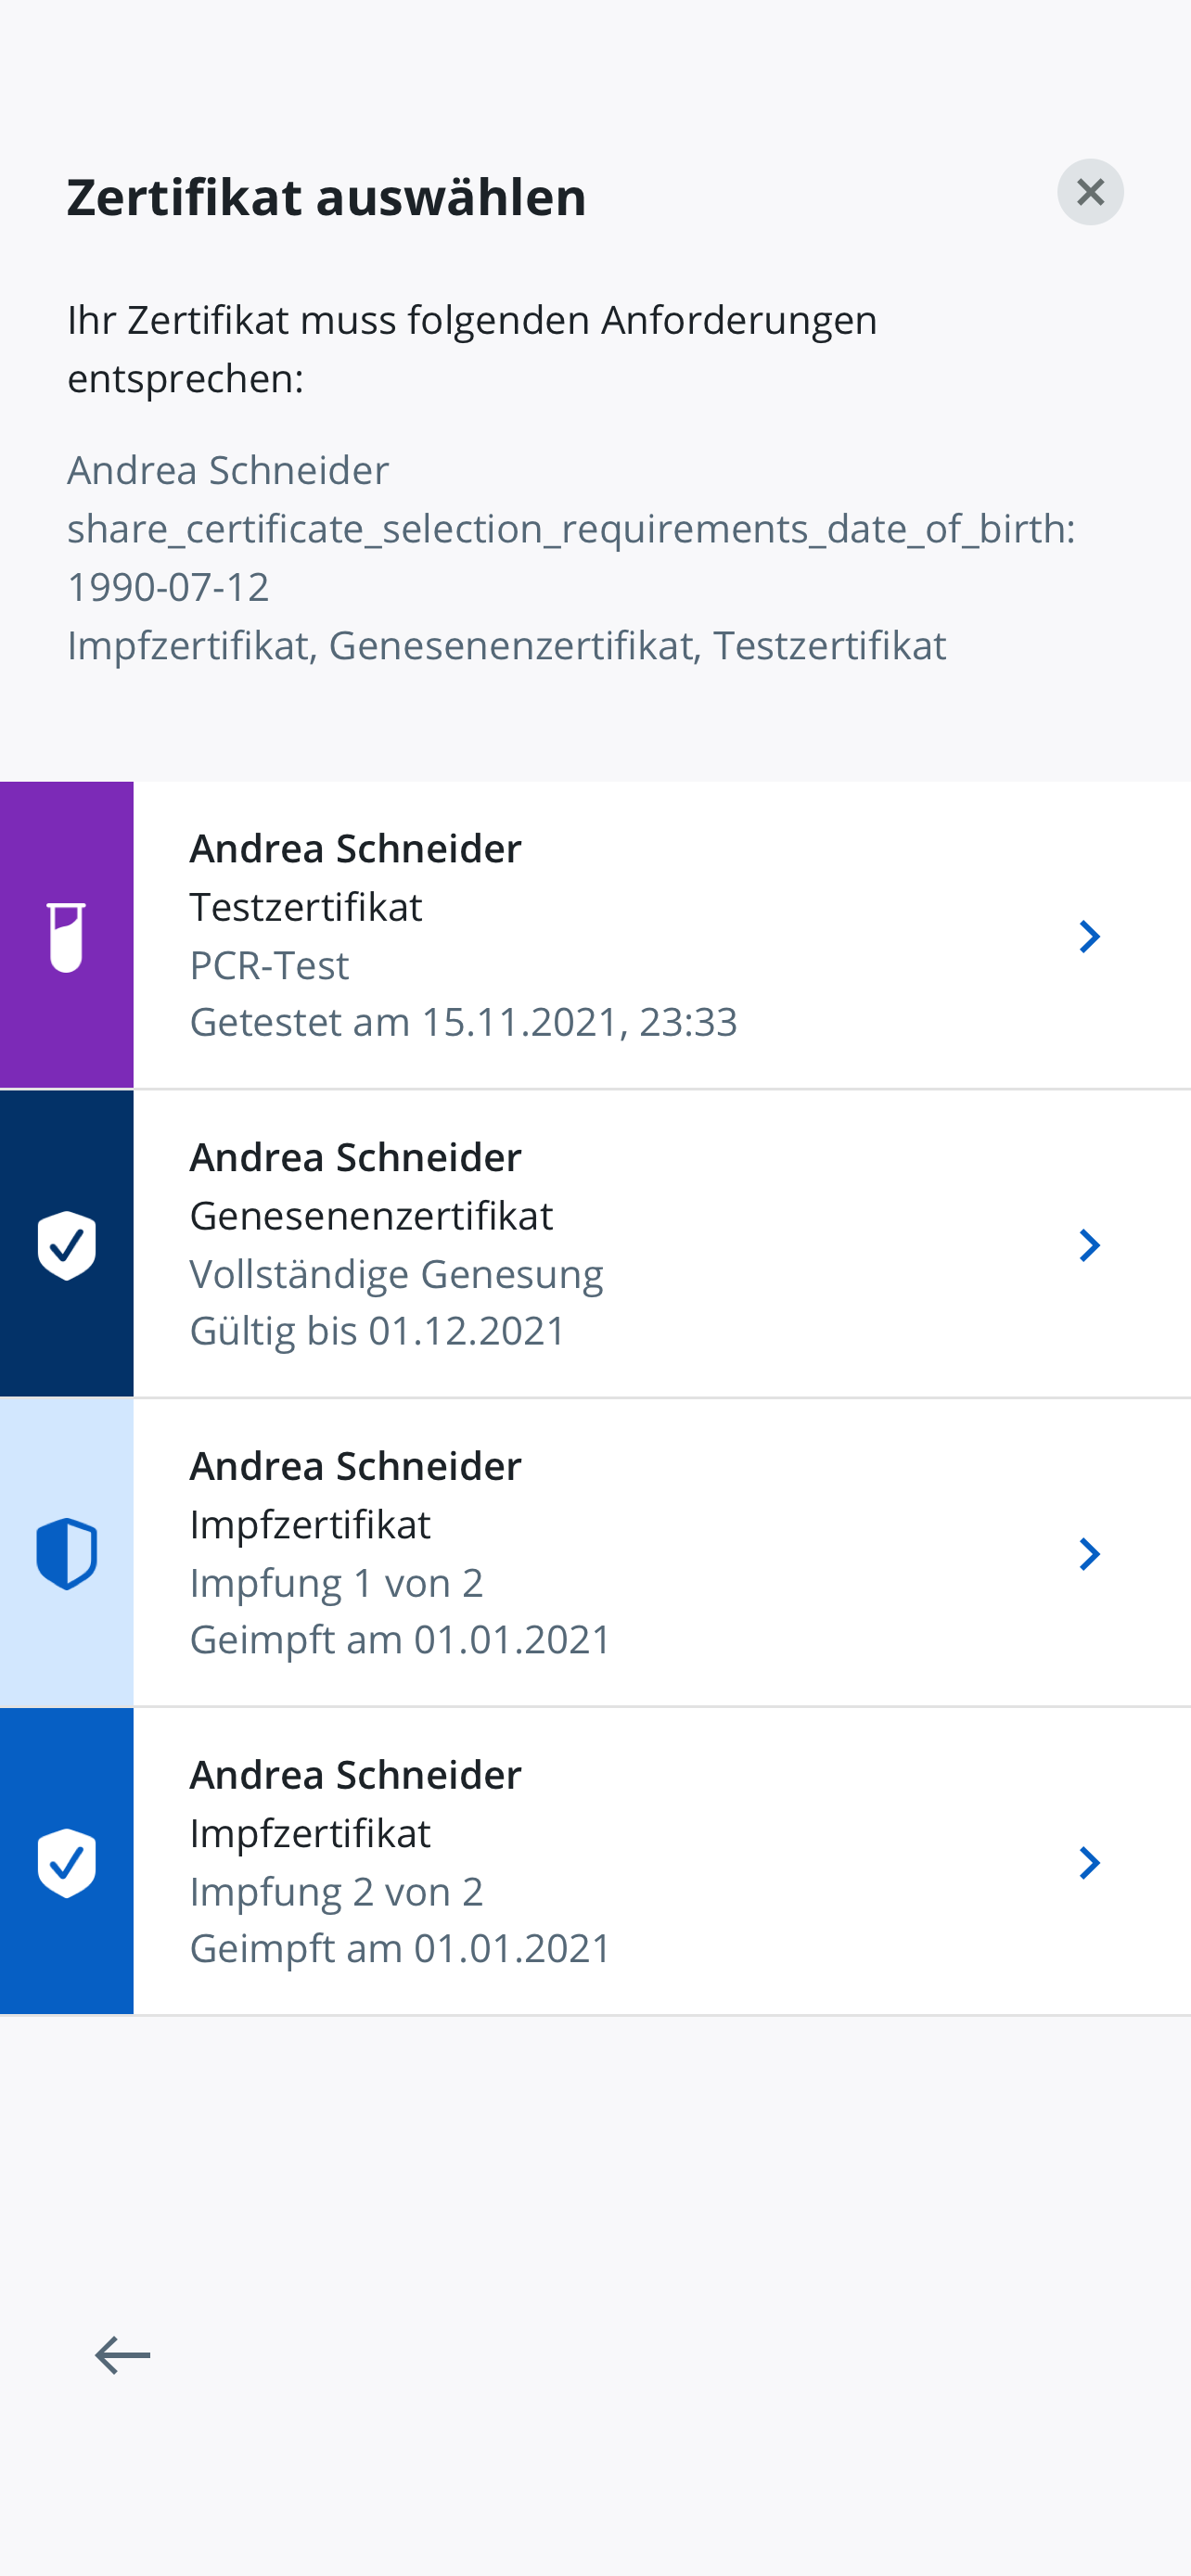 Zertifikat auswählen
Ihr Zertifikat muss folgenden Anforderungen
entsprechen:
Andrea Schneider
share_certificate_selection_requirements_date_of_birth:
1990-07-12
Impfzertifikat, Genesenenzertifikat, Testzertifikat
Andrea Schneider
Testzertifikat
PCR-Test
Getestet am 15.11.2021, 23:33
Andrea Schneider
Genesenenzertifikat
Vollständige Genesung
Gültig bis 01.12.2021
Andrea Schneider
Impfzertifikat
Impfung 1 von 2
Geimpft am 01.01.2021
Andrea Schneider
Impfzertifikat
Impfung 2 von 2
Geimpft am 01.01.2021